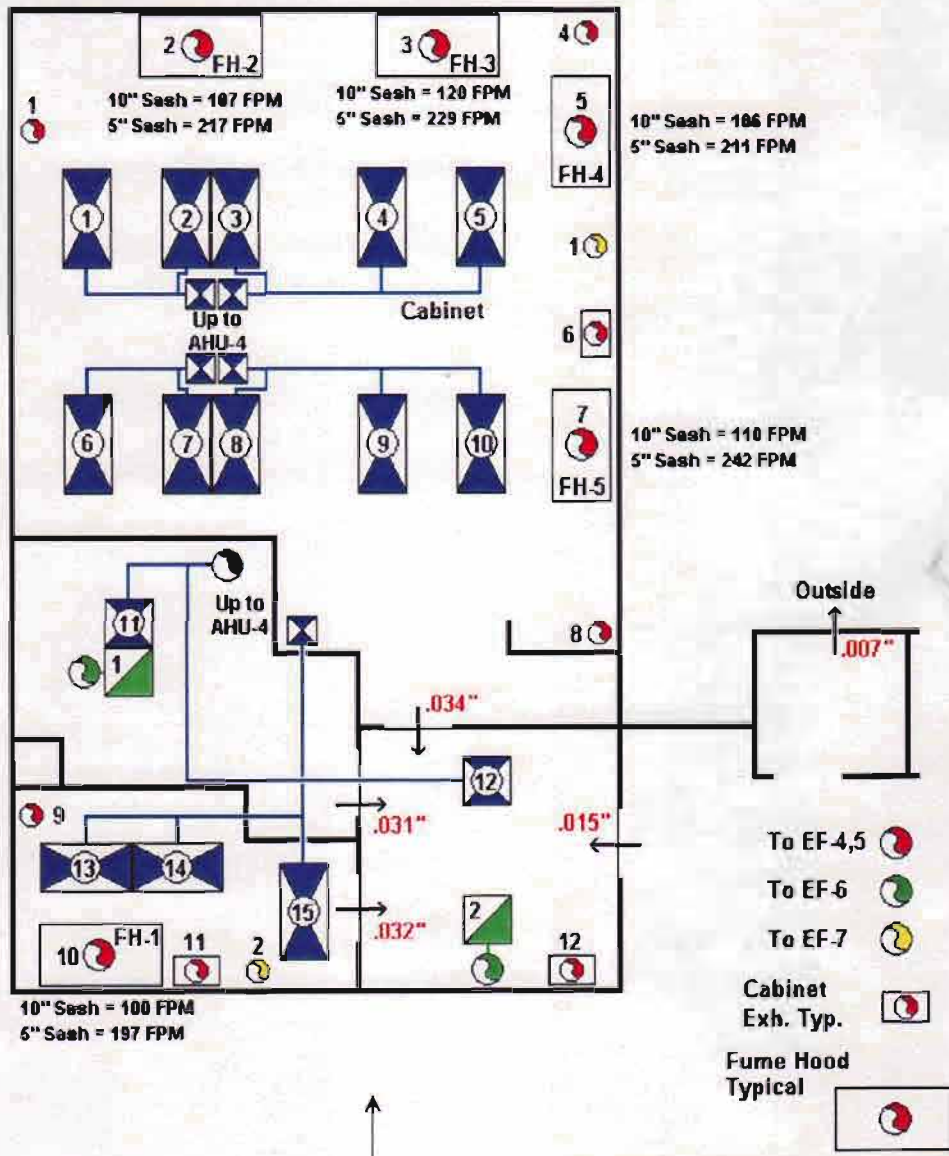 2
FH-2
3
FH-3
4
1
10" Sash = 107 FPM
5" Sash = 217 FPM
10" Sash = 120 FPM
5" Sash = 229 FPM
5
FH-4
10" Sash = 106 FPM
5" Sash = 211 FPM
1
2
3
4
5
1
Up to
AHU-4
Cabinet
6
6
7
8
9
10
7
FH-5
10" Sash = 110 FPM
5" Sash = 242 FPM
11
1
Up to
AHU-4
8
Outside
.007"
.034"
12
9
.031"
.015"
13
14
15
.032"
2
10
FH-1
11
2
12
10" Sash = 100 FPM
5" Sash = 197 FPM
To EF-4,5
To EF-6
To EF-7
Cabinet
Exh. Typ.
Fume Hood
Typical